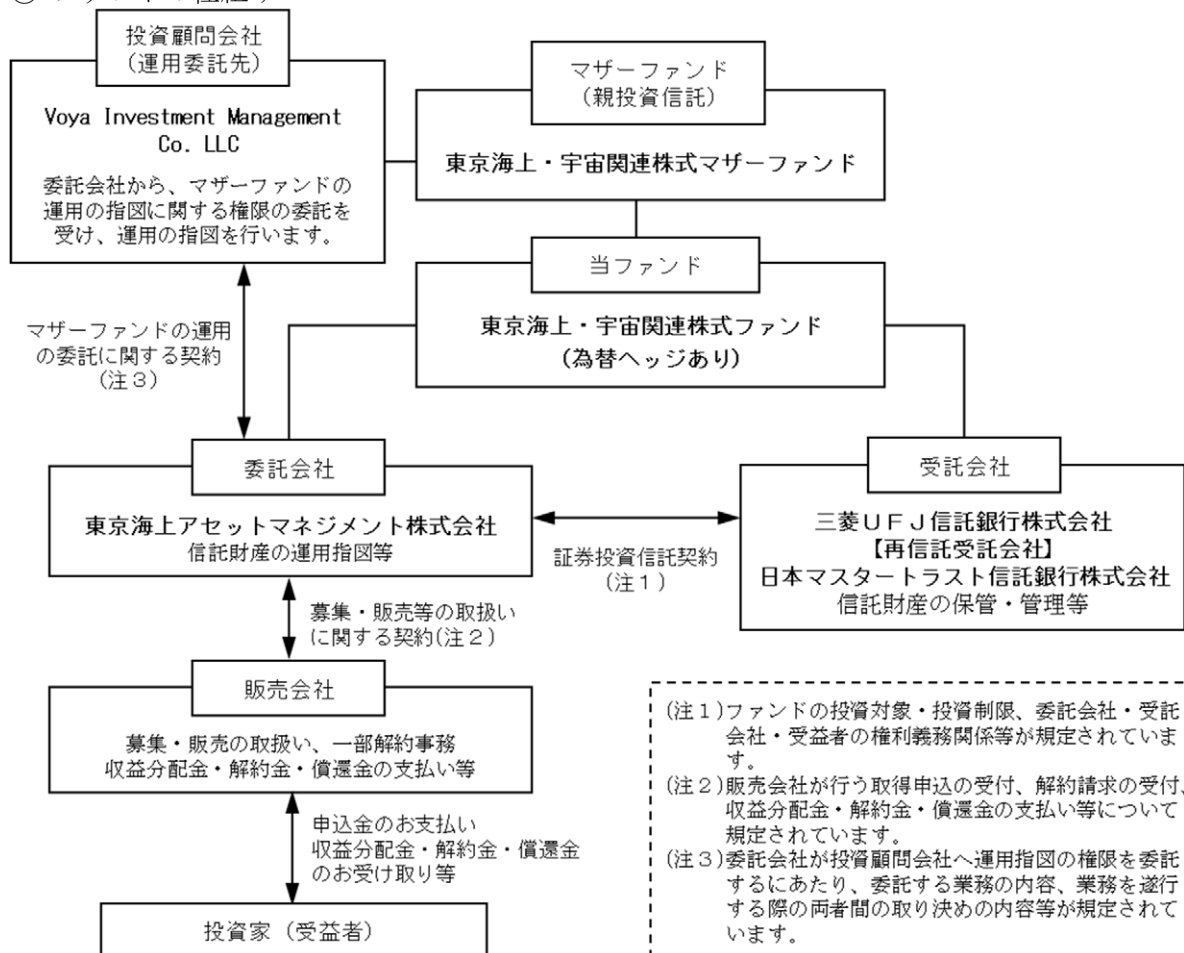 投資顧問会社
(運用委託先)
Voya Investment Management
Co. LLC
委託会社から、マザーファンドの
運用の指図に関する権限の委託を
受け、運用の指図を行います。
マザーファンド
(親投資信託)
東京海上・宇宙関連株式マザーファンド
当ファンド
東京海上・宇宙関連株式ファンド
(為替ヘッジあり)
マザーファンドの運用
の委託に関する契約
(注3)
委託会社
東京海上アセットマネジメント株式会社
信託財産の運用指図等
証券投資信託契約
(注1)
受託会社
三菱UFJ信託銀行株式会社
【再信託受託会社】
日本マスタートラスト信託銀行株式会社
信託財産の保管・管理等
募集・販売等の取扱い
に関する契約(注2)
販売会社
募集・販売の取扱い、一部解約事務
収益分配金・解約金・償還金の支払い等
申込金のお支払い
収益分配金・解約金・償還金
のお受け取り等
投資家(受益者)
(注1)ファンドの投資対象・投資制限、委託会社・受託
会社・受益者の権利義務関係等が規定されていま
す。
(注2)販売会社が行う取得申込の受付、解約請求の受付、
収益分配金・解約金・償還金の支払い等について
規定されています。
(注3)委託会社が投資顧問会社へ運用指図の権限を委託
するにあたり、委託する業務の内容、業務を遂行
する際の両者間の取り決めの内容等が規定されて
います。